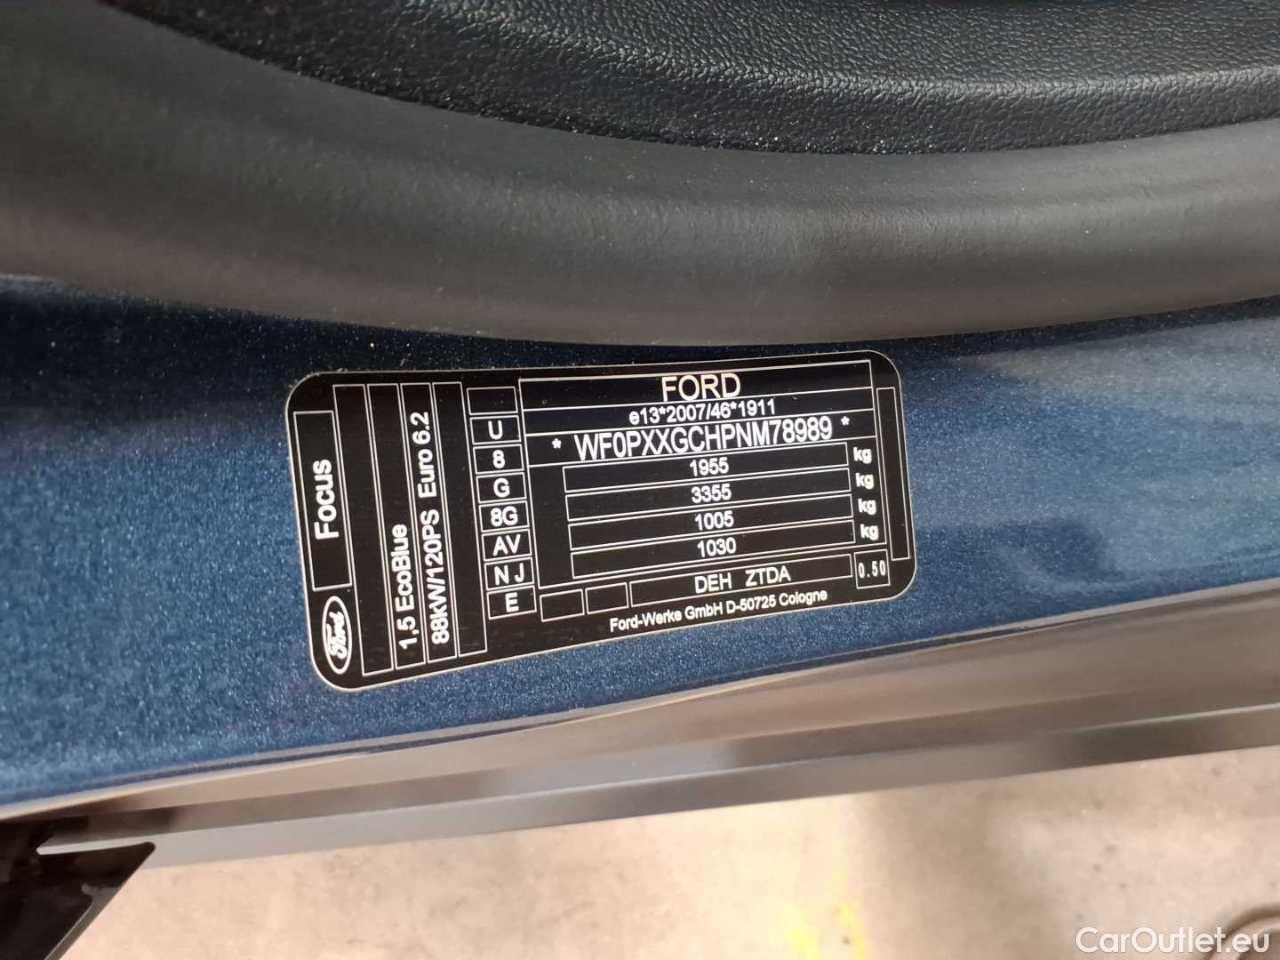 FORD
e13*2007/46*1911
* WF0PXXGCHPNM78989 *
1955 kg
3355 kg
1005 kg
1030 kg
DEH ZTDA 0.50
Ford-Werke GmbH D-50725 Cologne
U
8
G
8G
AV
N J
E
1,5 EcoBlue
88kW/120PS Euro 6.2
Focus
Ford
CarOutlet.eu